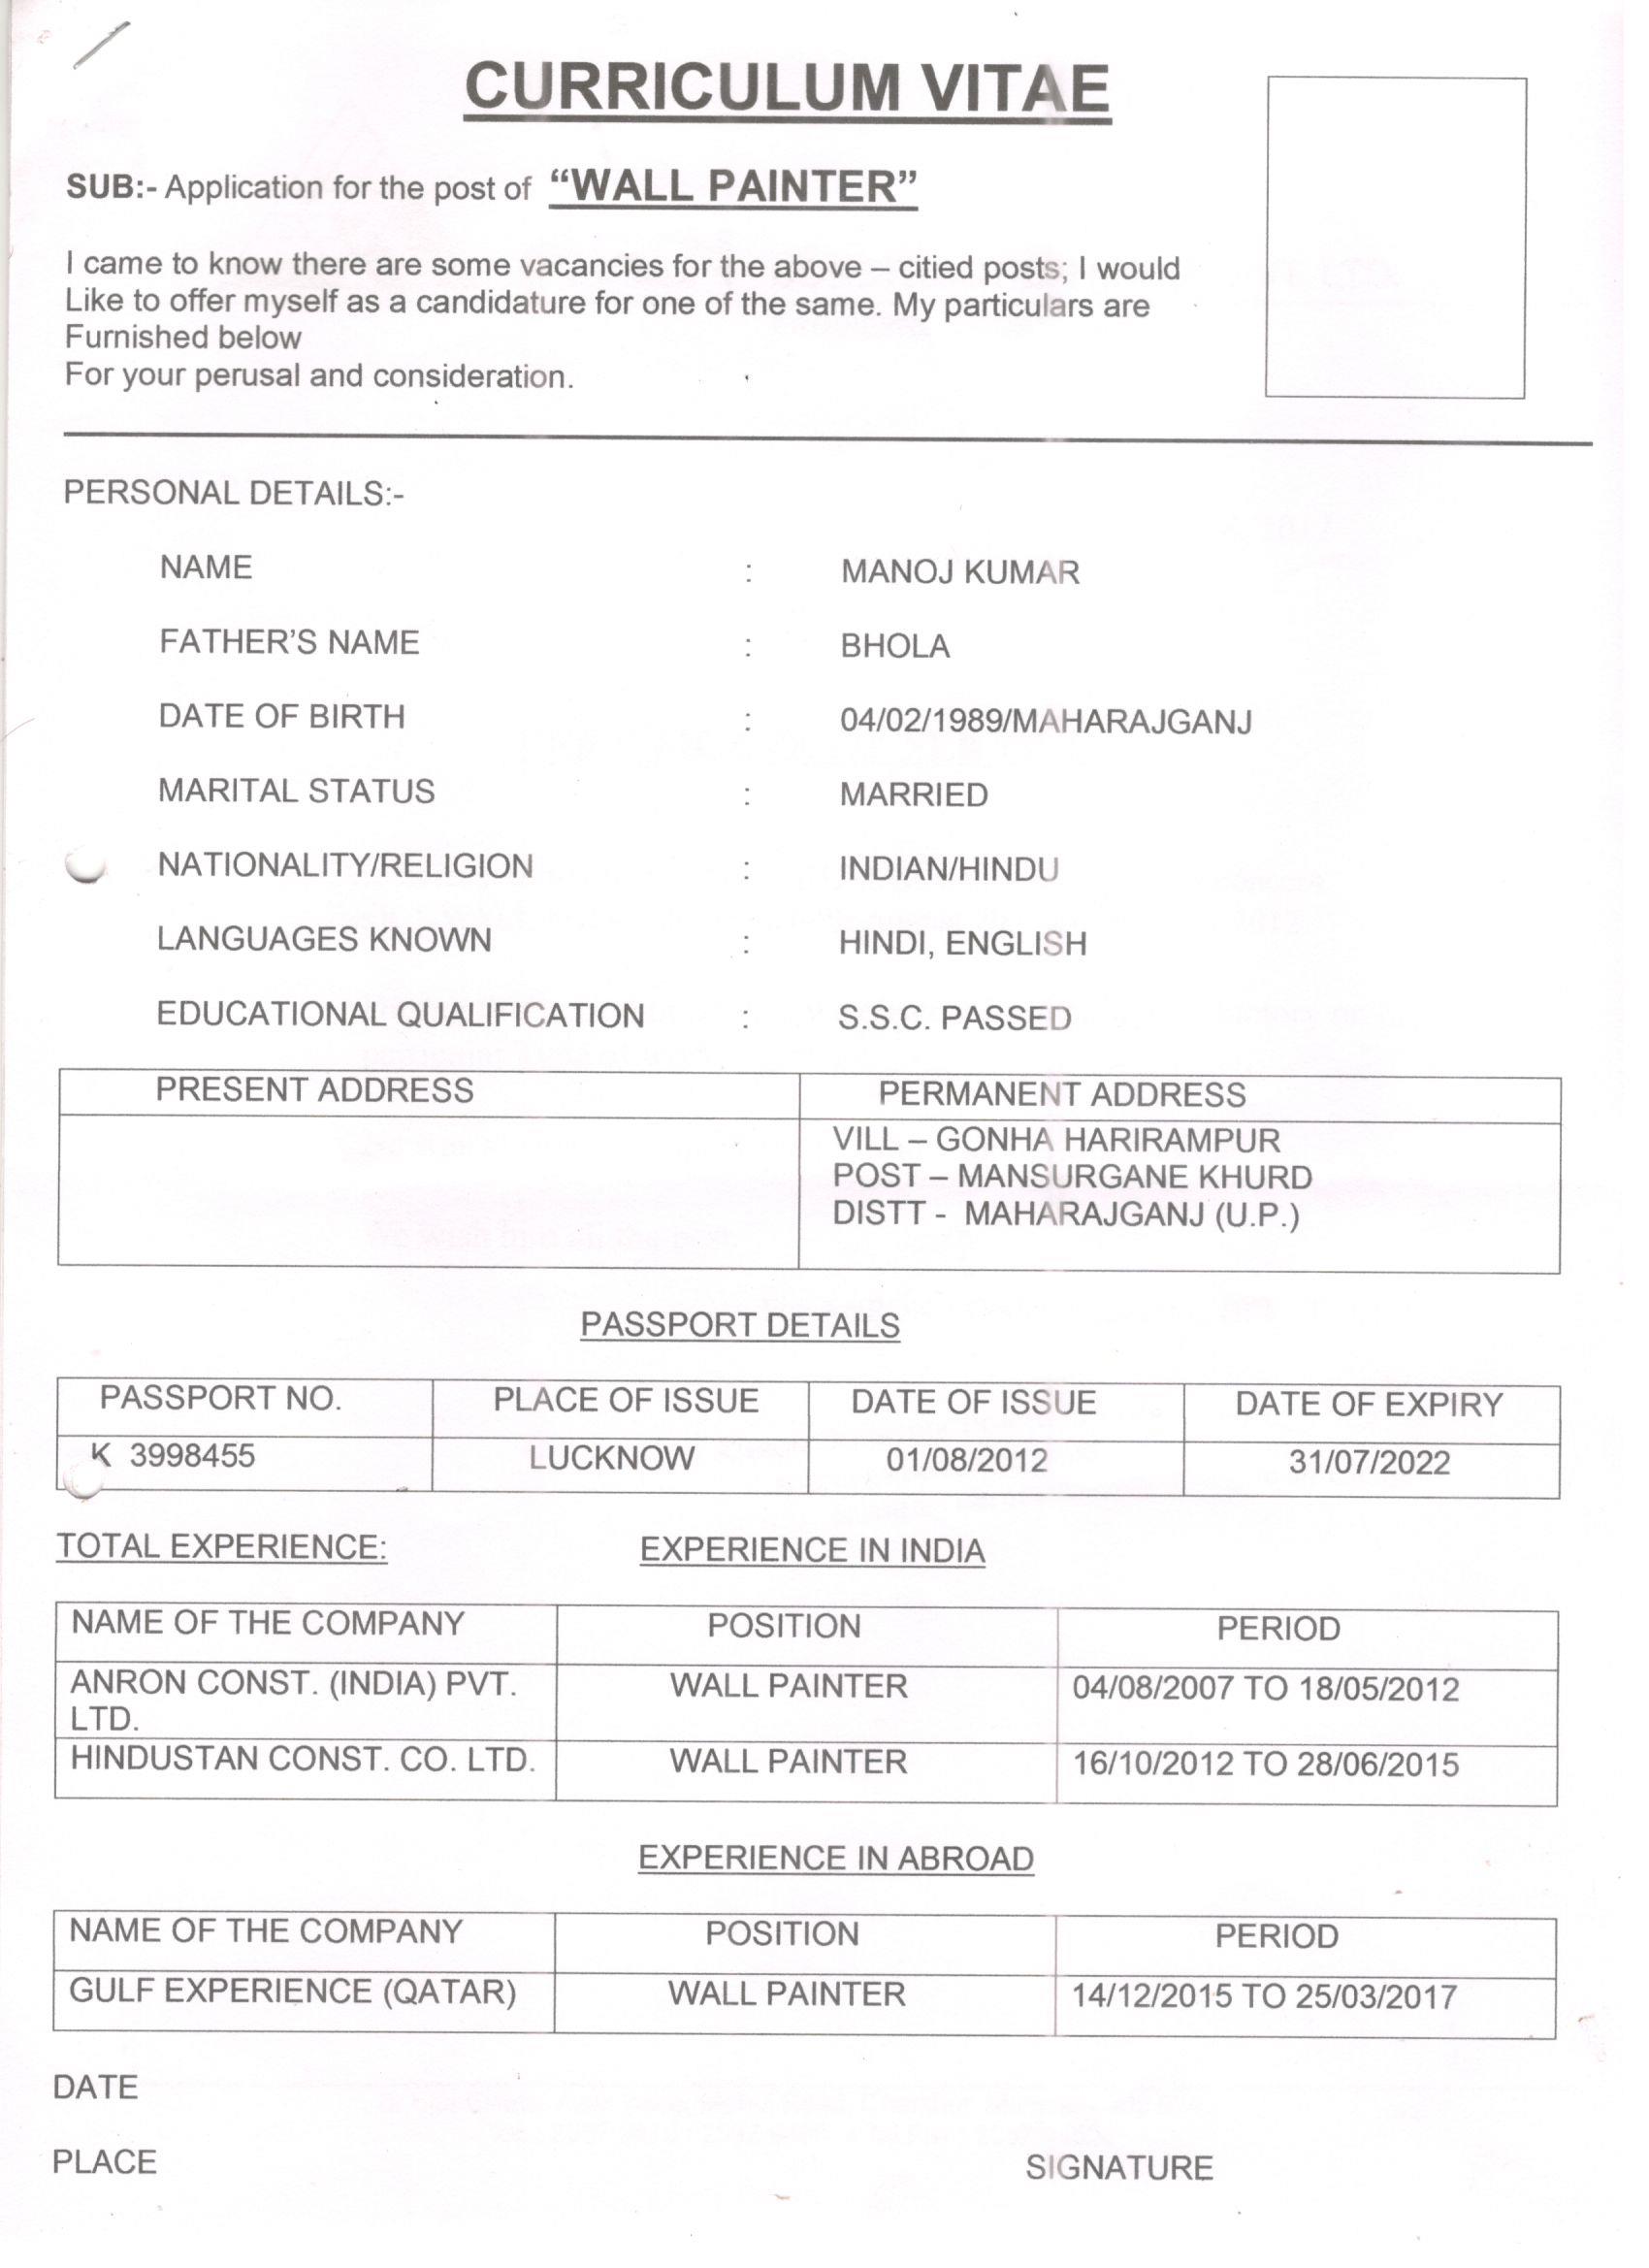 CURRICULUM VITAE
SUB:- Application for the post of “WALL PAINTER”
I came to know there are some vacancies for the above – citied posts; I would
Like to offer myself as a candidature for one of the same. My particulars are
Furnished below
For your perusal and consideration.
PERSONAL DETAILS:-
NAME : MANOJ KUMAR
FATHER’S NAME : BHOLA
DATE OF BIRTH : 04/02/1989/MAHARAJGANJ
MARITAL STATUS : MARRIED
NATIONALITY/RELIGION : INDIAN/HINDU
LANGUAGES KNOWN : HINDI, ENGLISH
EDUCATIONAL QUALIFICATION : S.S.C. PASSED
PRESENT ADDRESS PERMANENT ADDRESS
VILL – GONHA HARIRAMPUR
POST – MANSURGANE KHURD
DISTT - MAHARAJGANJ (U.P.)
PASSPORT DETAILS
PASSPORT NO. PLACE OF ISSUE DATE OF ISSUE DATE OF EXPIRY
K 3998455 LUCKNOW 01/08/2012 31/07/2022
TOTAL EXPERIENCE: EXPERIENCE IN INDIA
NAME OF THE COMPANY POSITION PERIOD
ANRON CONST. (INDIA) PVT. WALL PAINTER 04/08/2007 TO 18/05/2012
LTD.
HINDUSTAN CONST. CO. LTD. WALL PAINTER 16/10/2012 TO 28/06/2015
EXPERIENCE IN ABROAD
NAME OF THE COMPANY POSITION PERIOD
GULF EXPERIENCE (QATAR) WALL PAINTER 14/12/2015 TO 25/03/2017
DATE
PLACE SIGNATURE